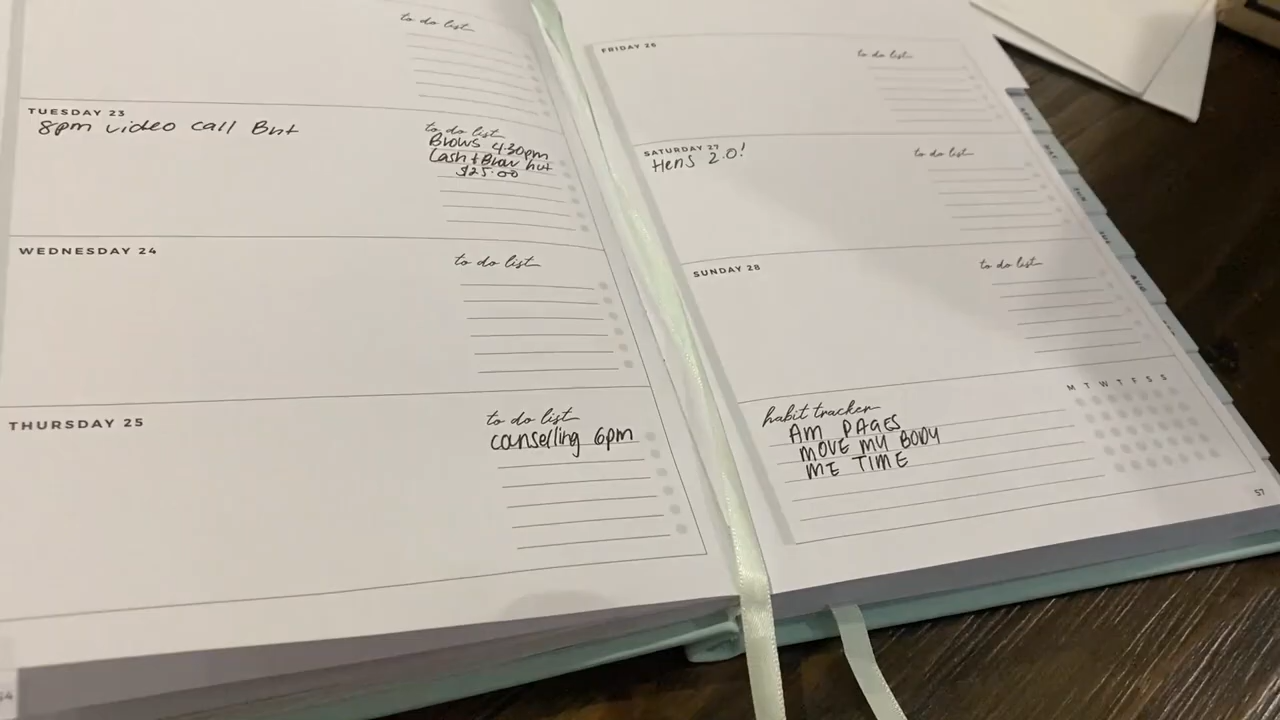 to do list
TUESDAY 23
8pm video call
to do list
Brows 4.30pm
Lash + Brow hut
$25.00
WEDNESDAY 24
to do list
THURSDAY 25
to do list
conselling 6pm
FRIDAY 26
to do list
SATURDAY 27
Hens 2.0!
to do list
SUNDAY 28
to do list
habit tracker
M T W T F S S
AM PAGES
MOVE MY BODY
ME TIME
57